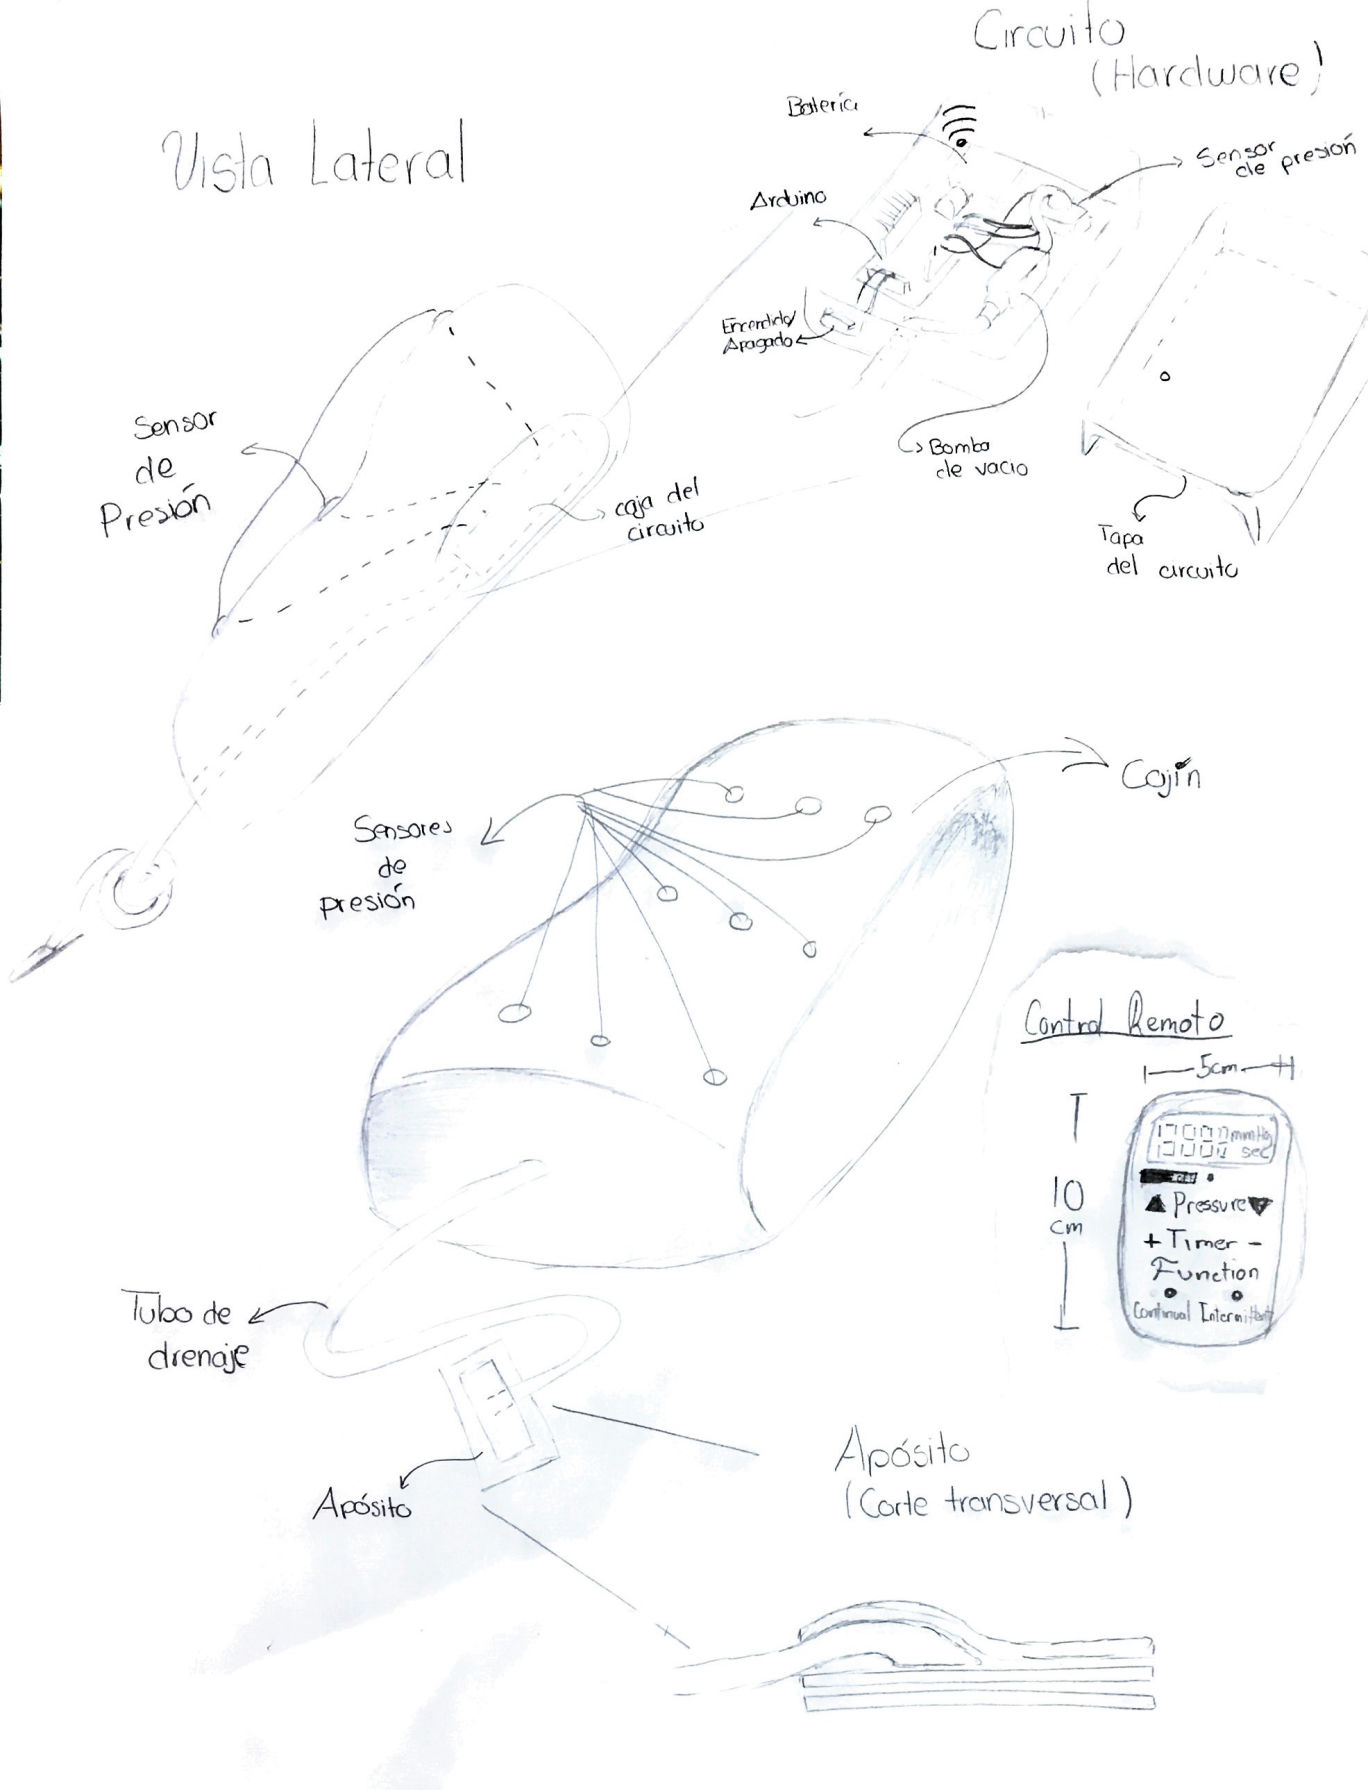 Circuito
(Hardware)
Vista Lateral
Batería
Sensor
de presión
Arduino
Encendido/
Apagado
Bomba
de vacio
Tapa
del circuito
Sensor
de
Presión
caja del
circuito
Cojín
Sensores
de
presión
Control Remoto
5cm
10
cm
mmHg
sec
OFF
Pressure
+ Timer -
Function
Continual Intermittent
Tubo de
drenaje
Apósito
Apósito
(Corte transversal)